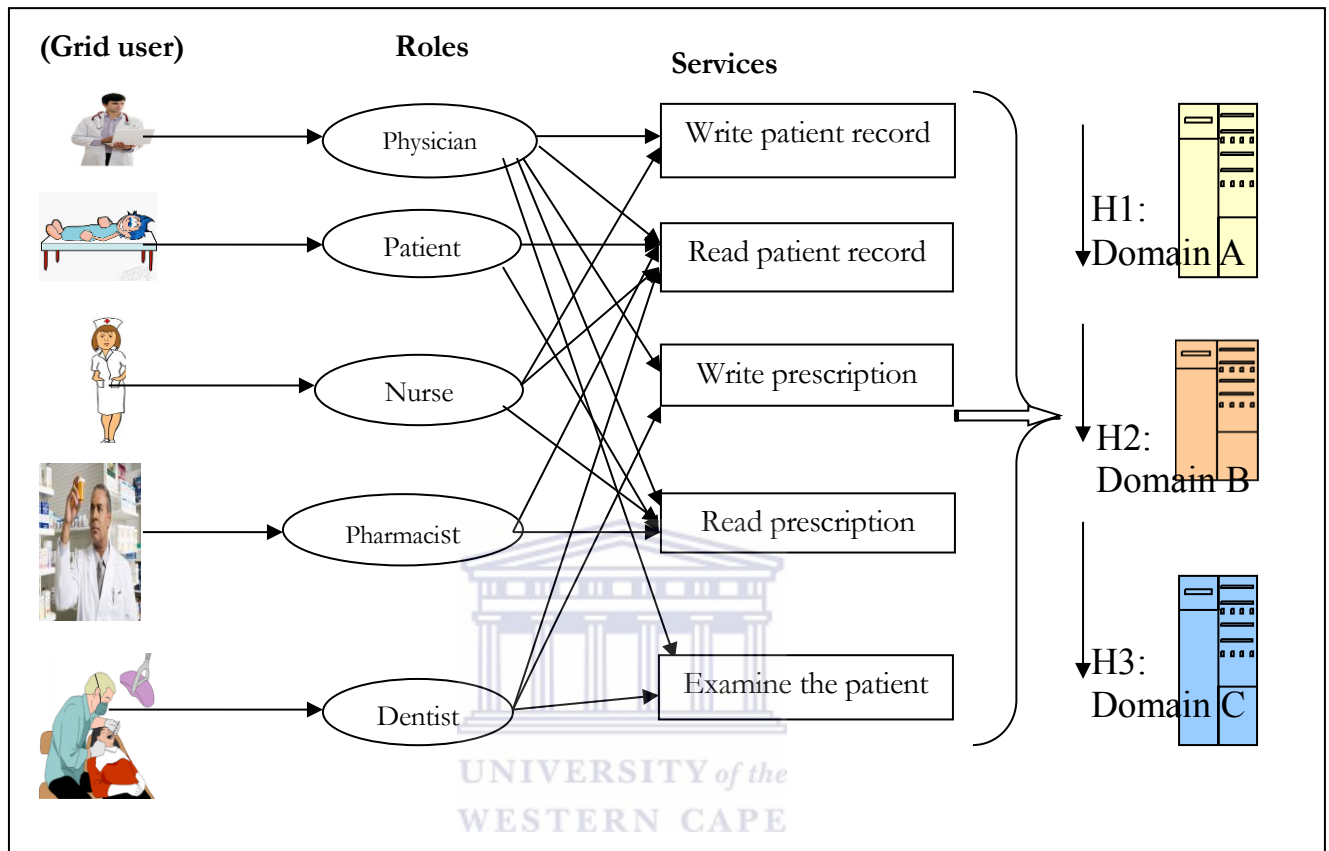 (Grid user)
Roles
Services
Physician
Write patient record
Patient
Read patient record
Nurse
Write prescription
Pharmacist
Read prescription
Dentist
Examine the patient
H1:
Domain A
H2:
Domain B
H3:
Domain C
UNIVERSITY of the
WESTERN CAPE